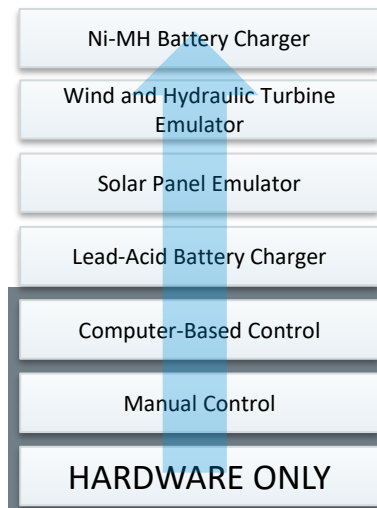 Ni-MH Battery Charger
Wind and Hydraulic Turbine
Emulator
Solar Panel Emulator
Lead-Acid Battery Charger
Computer-Based Control
Manual Control
HARDWARE ONLY